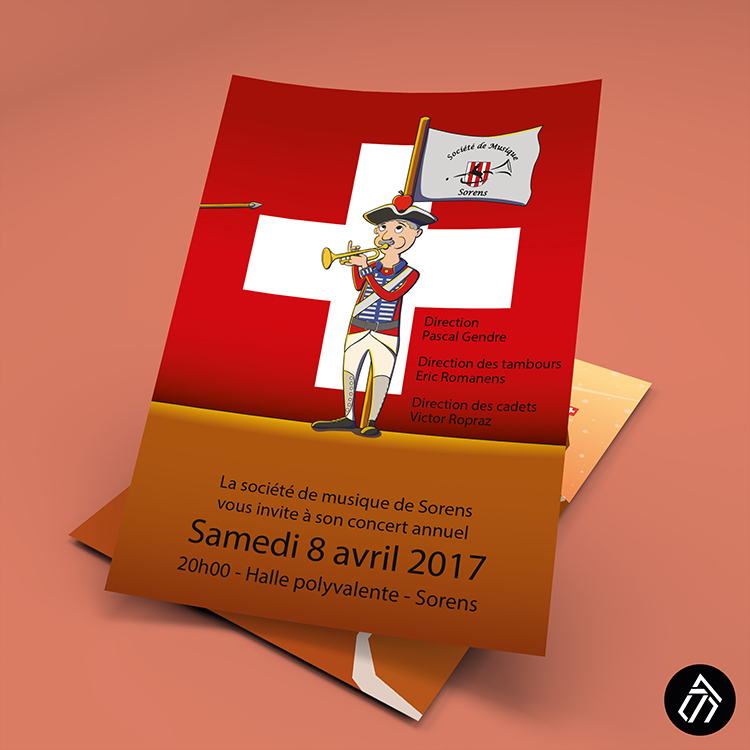 Société de Musique
Sorens
Direction
Pascal Gendre
Direction des tambours
Eric Romanens
Direction des cadets
Victor Ropraz
La société de musique de Sorens
vous invite à son concert annuel
Samedi 8 avril 2017
20h00 - Halle polyvalente - Sorens